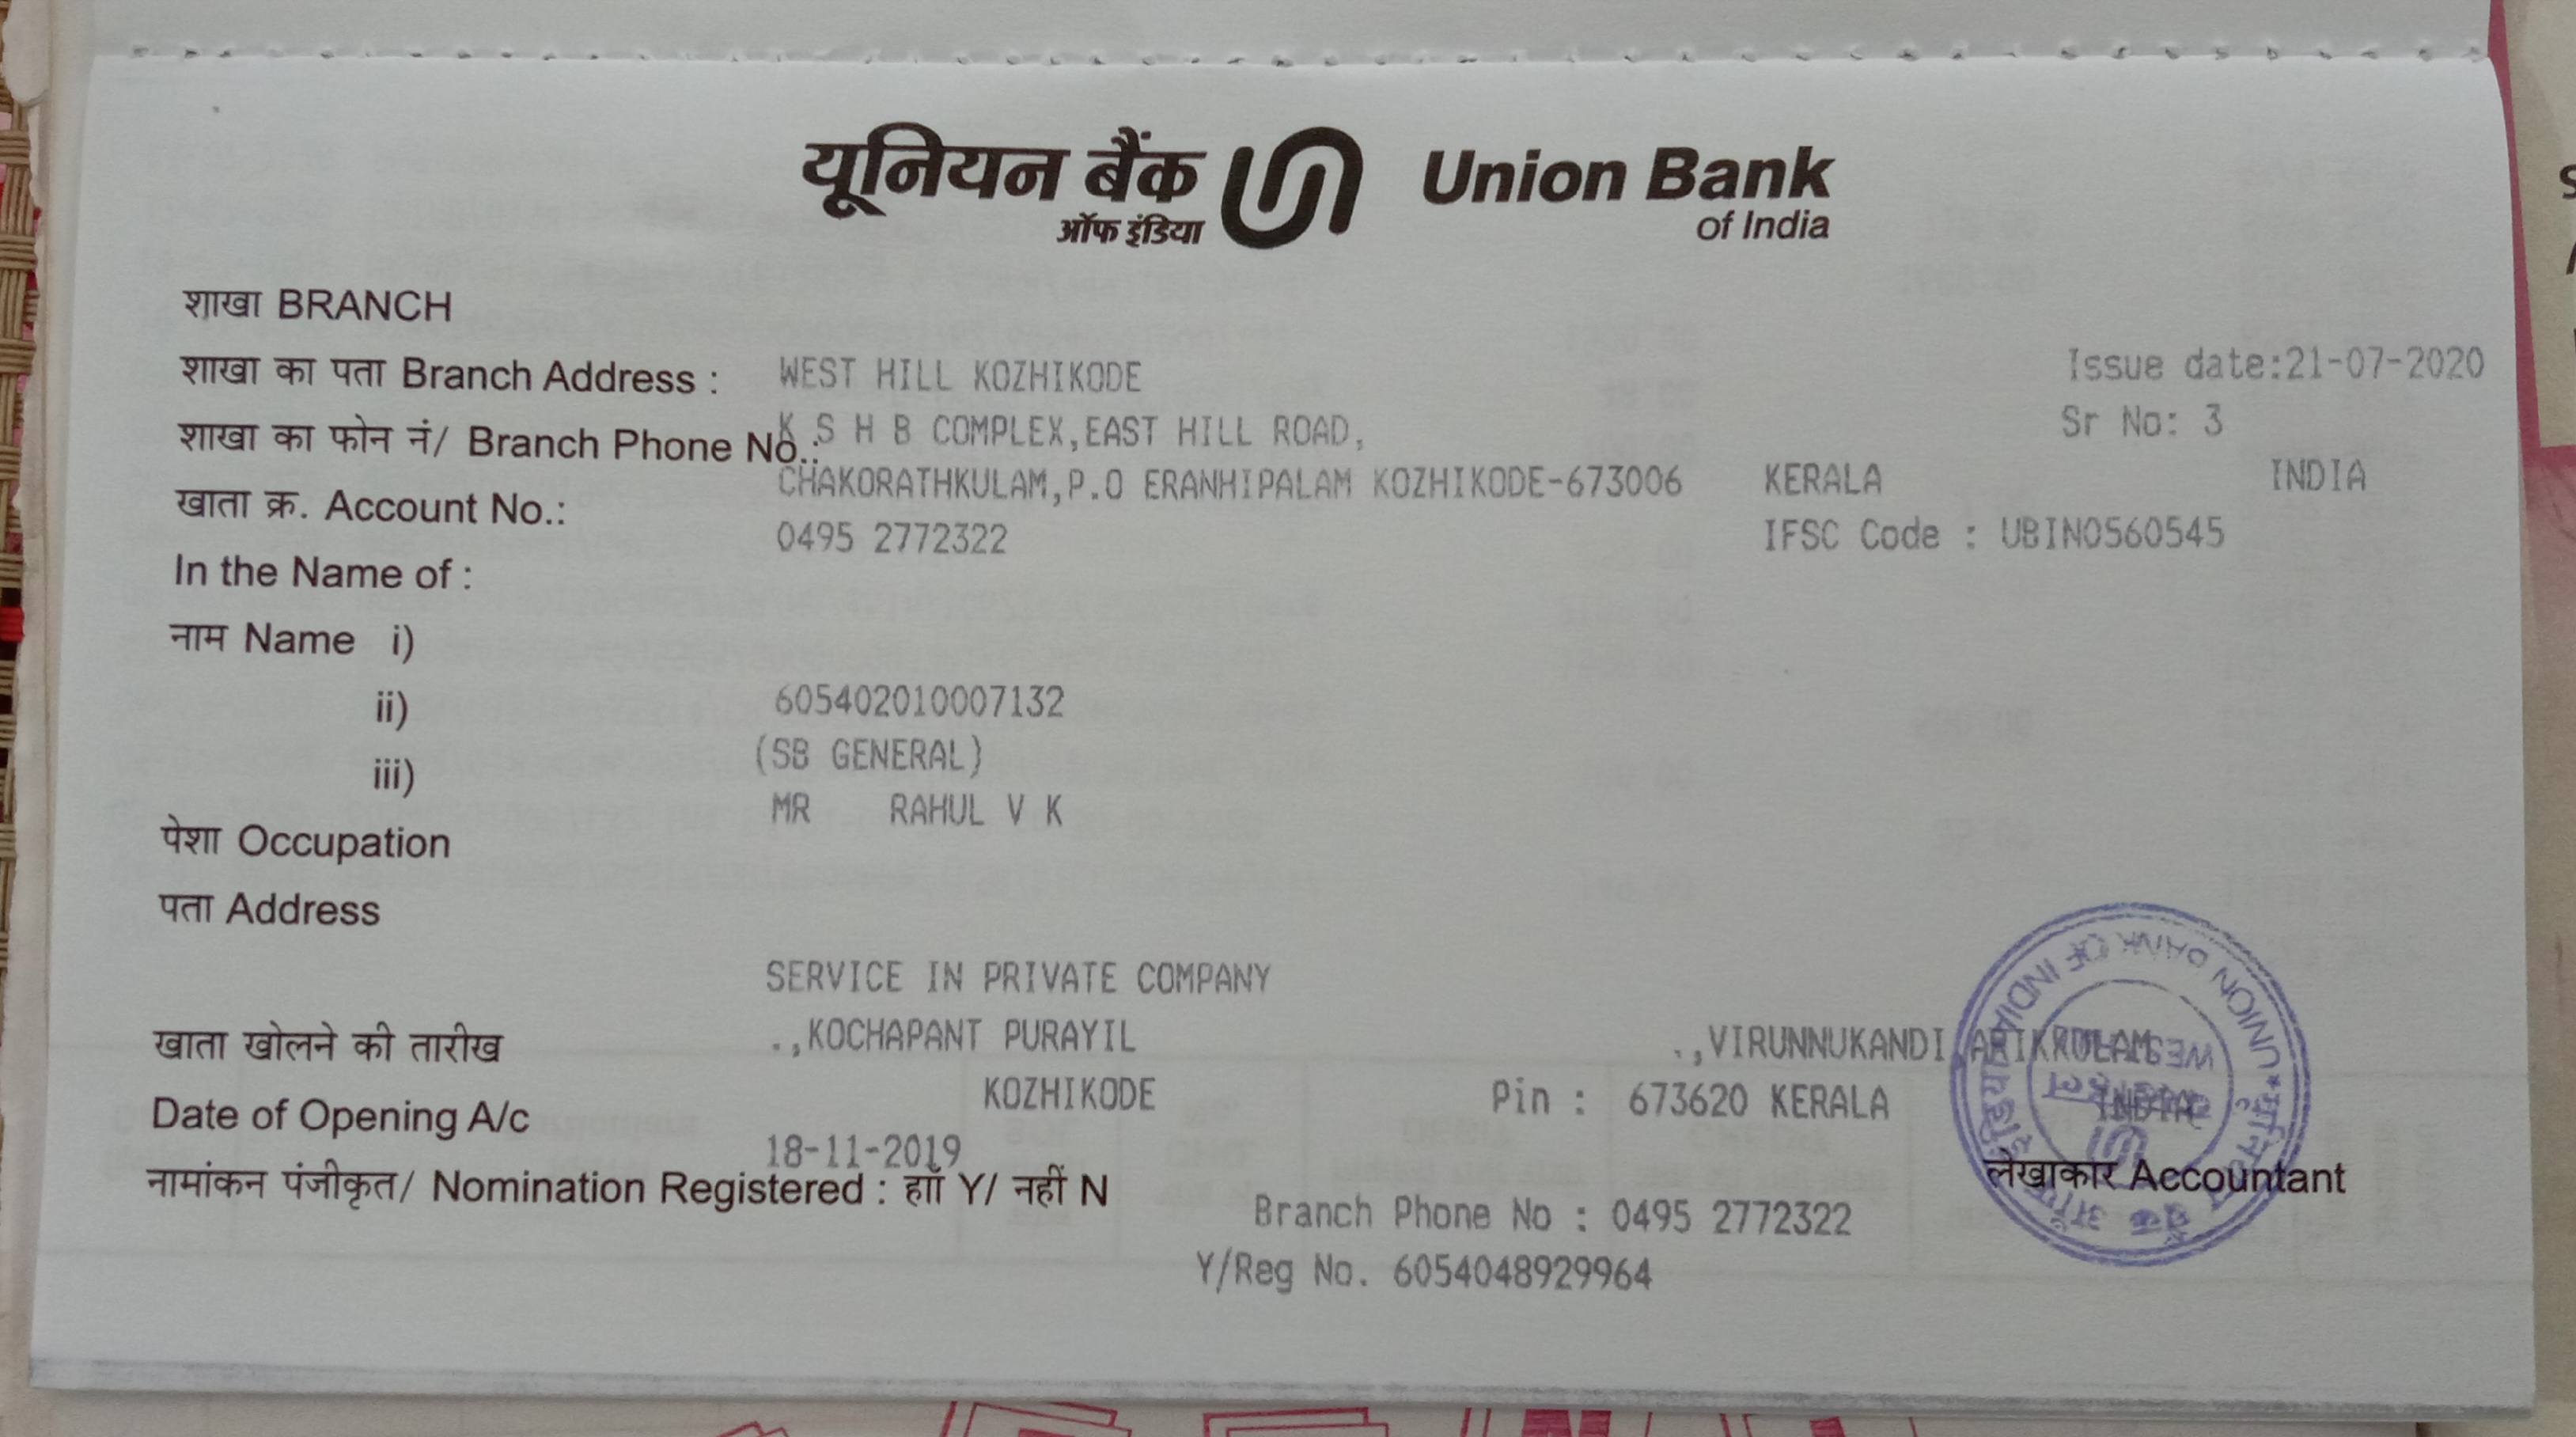 यूनियन बैंक Union Bank
ऑफ इंडिया of India
शाखा BRANCH
शाखा का पता Branch Address : WEST HILL KOZHIKODE Issue date:21-07-2020
शाखा का फोन नं/ Branch Phone No.: K S H B COMPLEX,EAST HILL ROAD, Sr No: 3
CHAKORATHKULAM,P.O ERANHIPALAM KOZHIKODE-673006 KERALA INDIA
खाता क्र. Account No.:
0495 2772322 IFSC Code : UBIN0560545
In the Name of :
नाम Name i)
ii) 605402010007132
(SB GENERAL)
iii)
MR RAHUL V K
पेशा Occupation
पता Address
SERVICE IN PRIVATE COMPANY
खाता खोलने की तारीख .,KOCHAPANT PURAYIL .,VIRUNNUKANDI,ARIKKULAM
KOZHIKODE Pin : 673620 KERALA INDIA
Date of Opening A/c
18-11-2019
नामांकन पंजीकृत/ Nomination Registered : हाॅं Y/ नहीं N लेखाकार Accountant
Branch Phone No : 0495 2772322
Y/Reg No. 6054048929964
UNION BANK OF INDIA